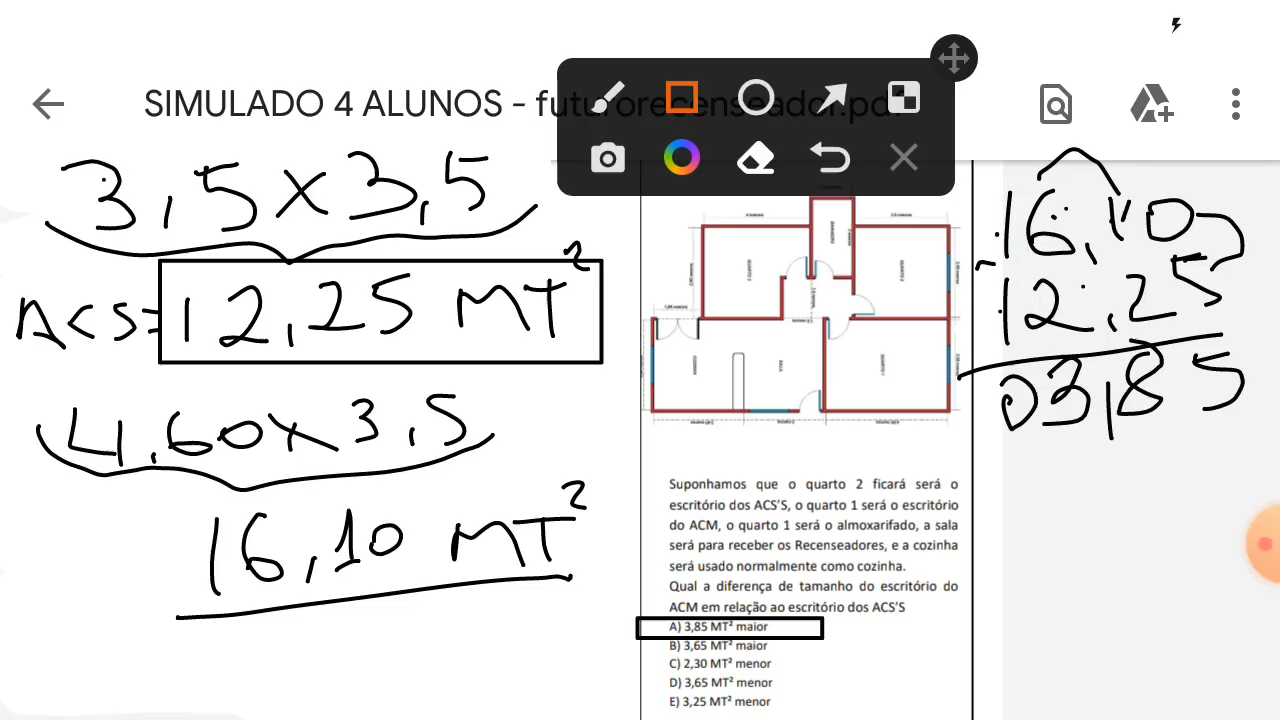 SIMULADO 4 ALUNOS - futurorecenseador.pdf
3,5x3,5
ACS=12,25 MT²
4,60x3,5
16,10 MT²
16,10
- 12,25
03,85
Suponhamos que o quarto 2 ficará será o
escritório dos ACS'S, o quarto 1 será o escritório
do ACM, o quarto 1 será o almoxarifado, a sala
será para receber os Recenseadores, e a cozinha
será usado normalmente como cozinha.
Qual a diferença de tamanho do escritório do
ACM em relação ao escritório dos ACS'S
A) 3,85 MT² maior
B) 3,65 MT² maior
C) 2,30 MT² menor
D) 3,65 MT² menor
E) 3,25 MT² menor